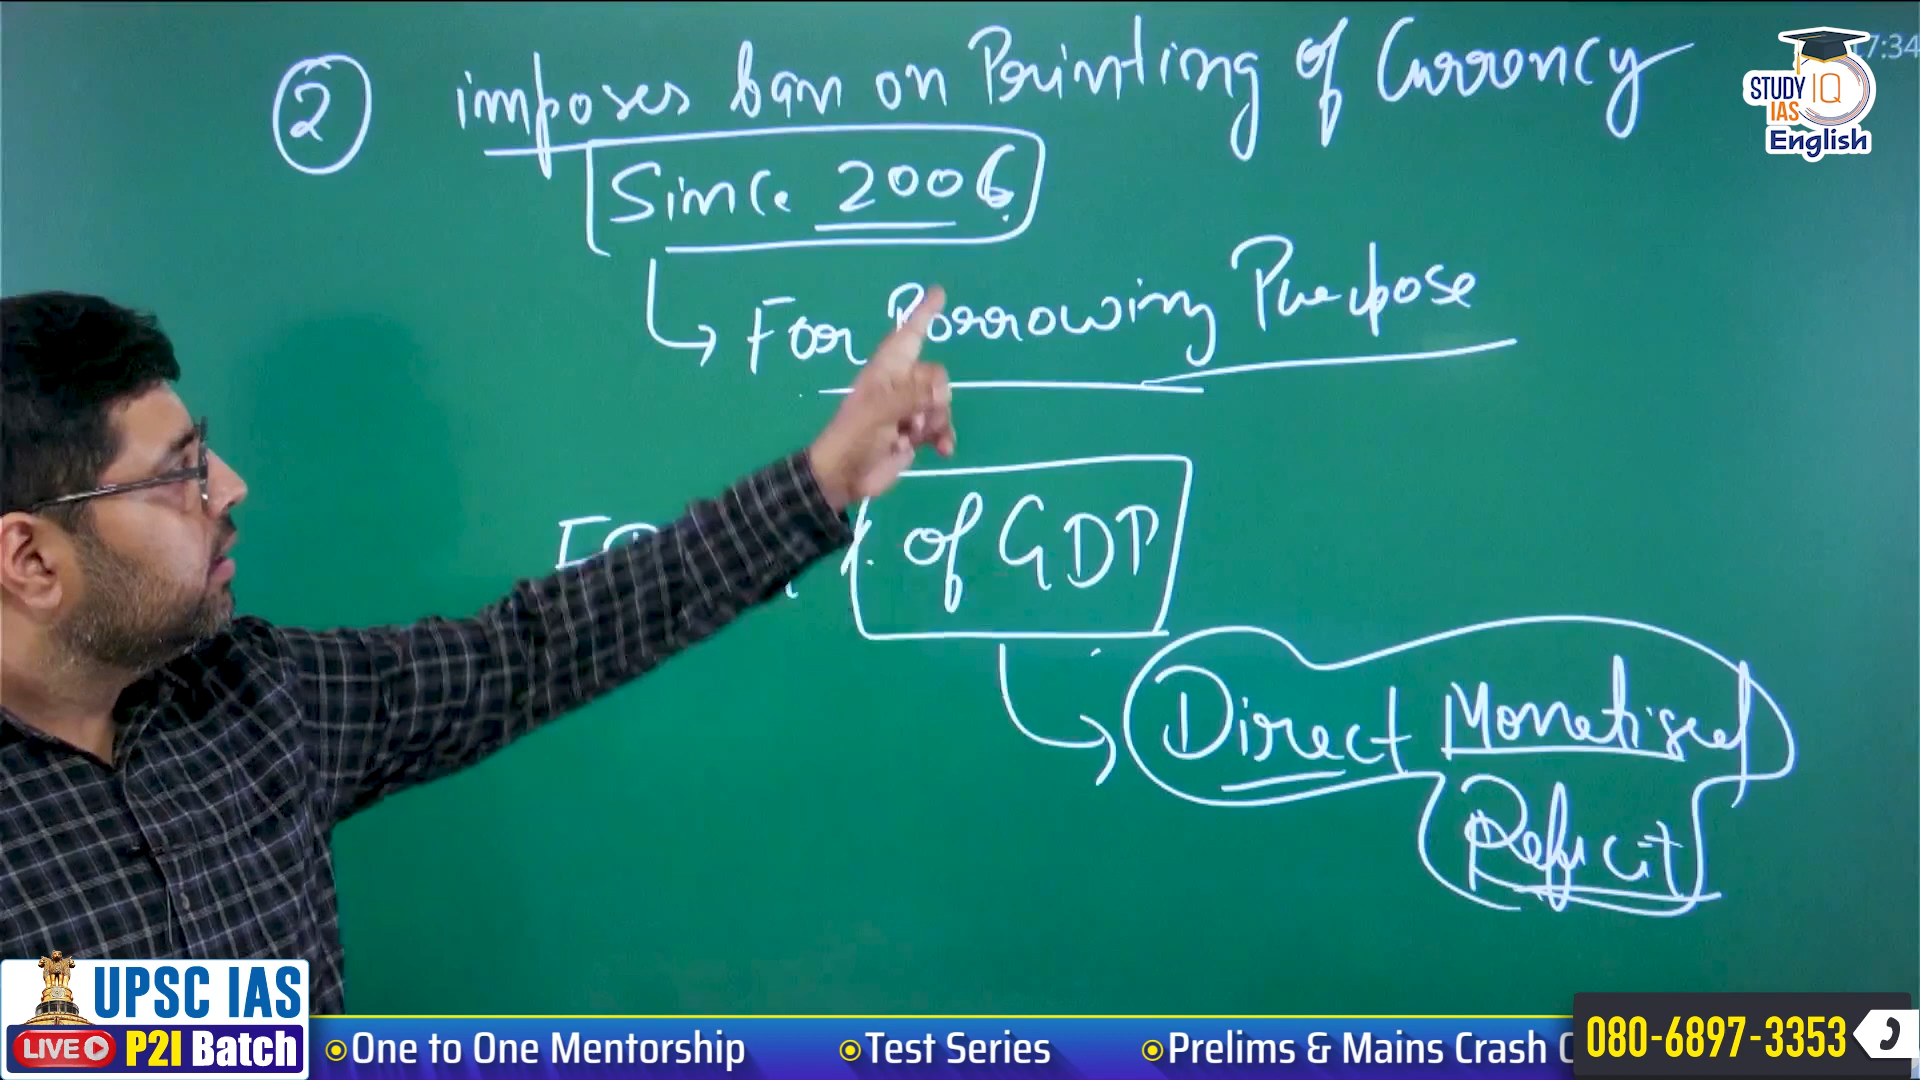 ② imposes ban on Printing of Currency
Since 2006
For Borrowing Purpose
of GDP
Direct Monetised
Deficit
17:34
STUDY IQ
IAS
English
UPSC IAS
LIVE P2I Batch
One to One Mentorship
Test Series
Prelims & Mains Crash C
080-6897-3353